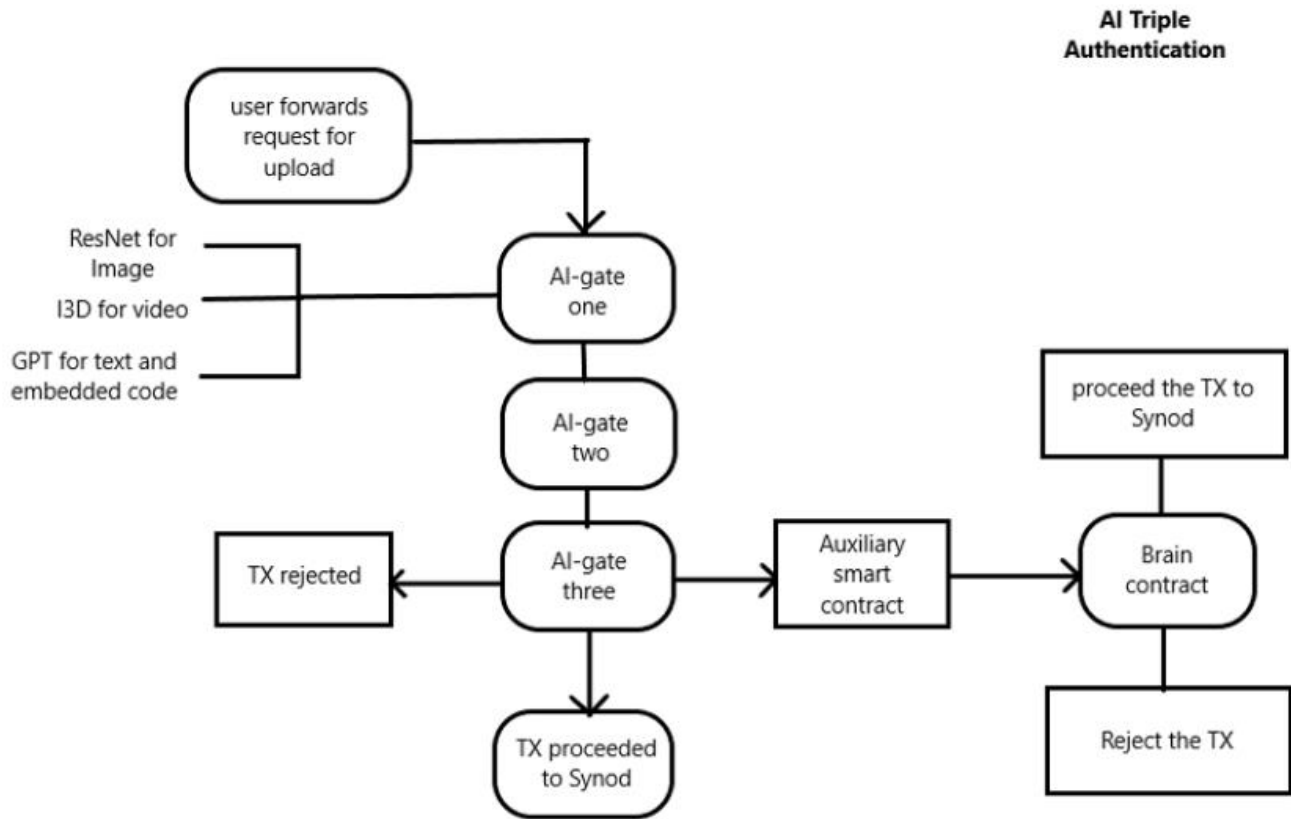 AI Triple
Authentication
user forwards
request for
upload
ResNet for
Image
I3D for video
GPT for text and
embedded code
AI-gate
one
AI-gate
two
AI-gate
three
TX rejected
TX proceeded
to Synod
Auxiliary
smart
contract
proceed the TX to
Synod
Brain
contract
Reject the TX